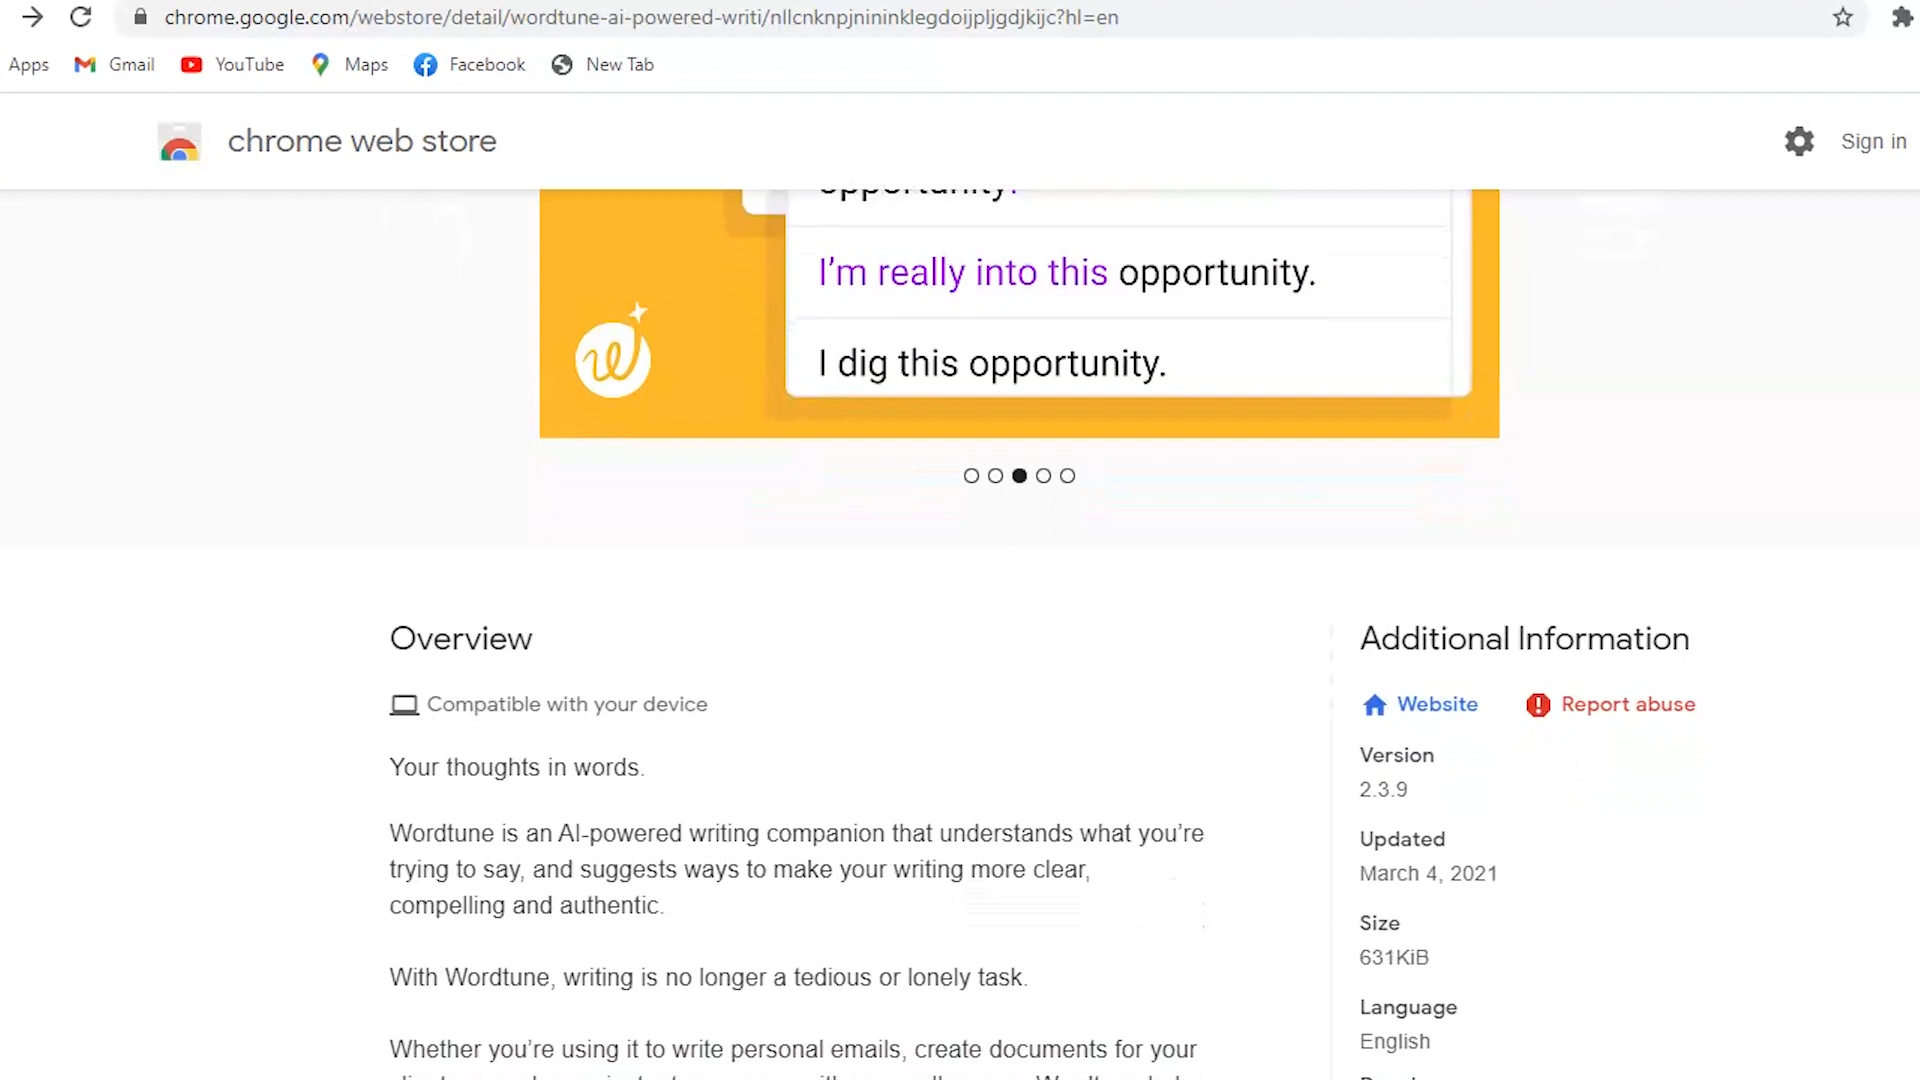 chrome.google.com/webstore/detail/wordtune-ai-powered-writi/nllcnknpjnininklegdoijpljgdjkijc?hl=en
Apps Gmail YouTube Maps Facebook New Tab
chrome web store Sign in
opportunity.
I'm really into this opportunity.
I dig this opportunity.
Overview
Compatible with your device
Your thoughts in words.
Wordtune is an AI-powered writing companion that understands what you're
trying to say, and suggests ways to make your writing more clear,
compelling and authentic.
With Wordtune, writing is no longer a tedious or lonely task.
Whether you're using it to write personal emails, create documents for your
Additional Information
Website Report abuse
Version
2.3.9
Updated
March 4, 2021
Size
631KiB
Language
English